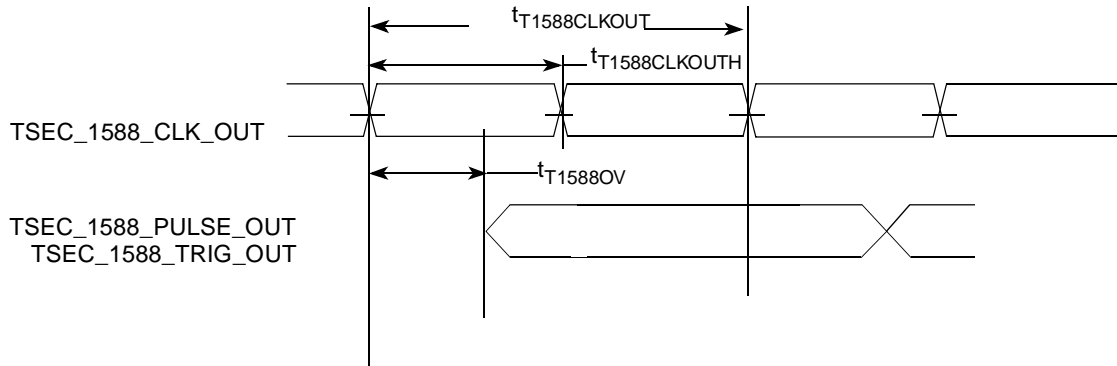 tT1588CLKOUT
tT1588CLKOUTH
TSEC_1588_CLK_OUT
tT1588OV
TSEC_1588_PULSE_OUT
TSEC_1588_TRIG_OUT